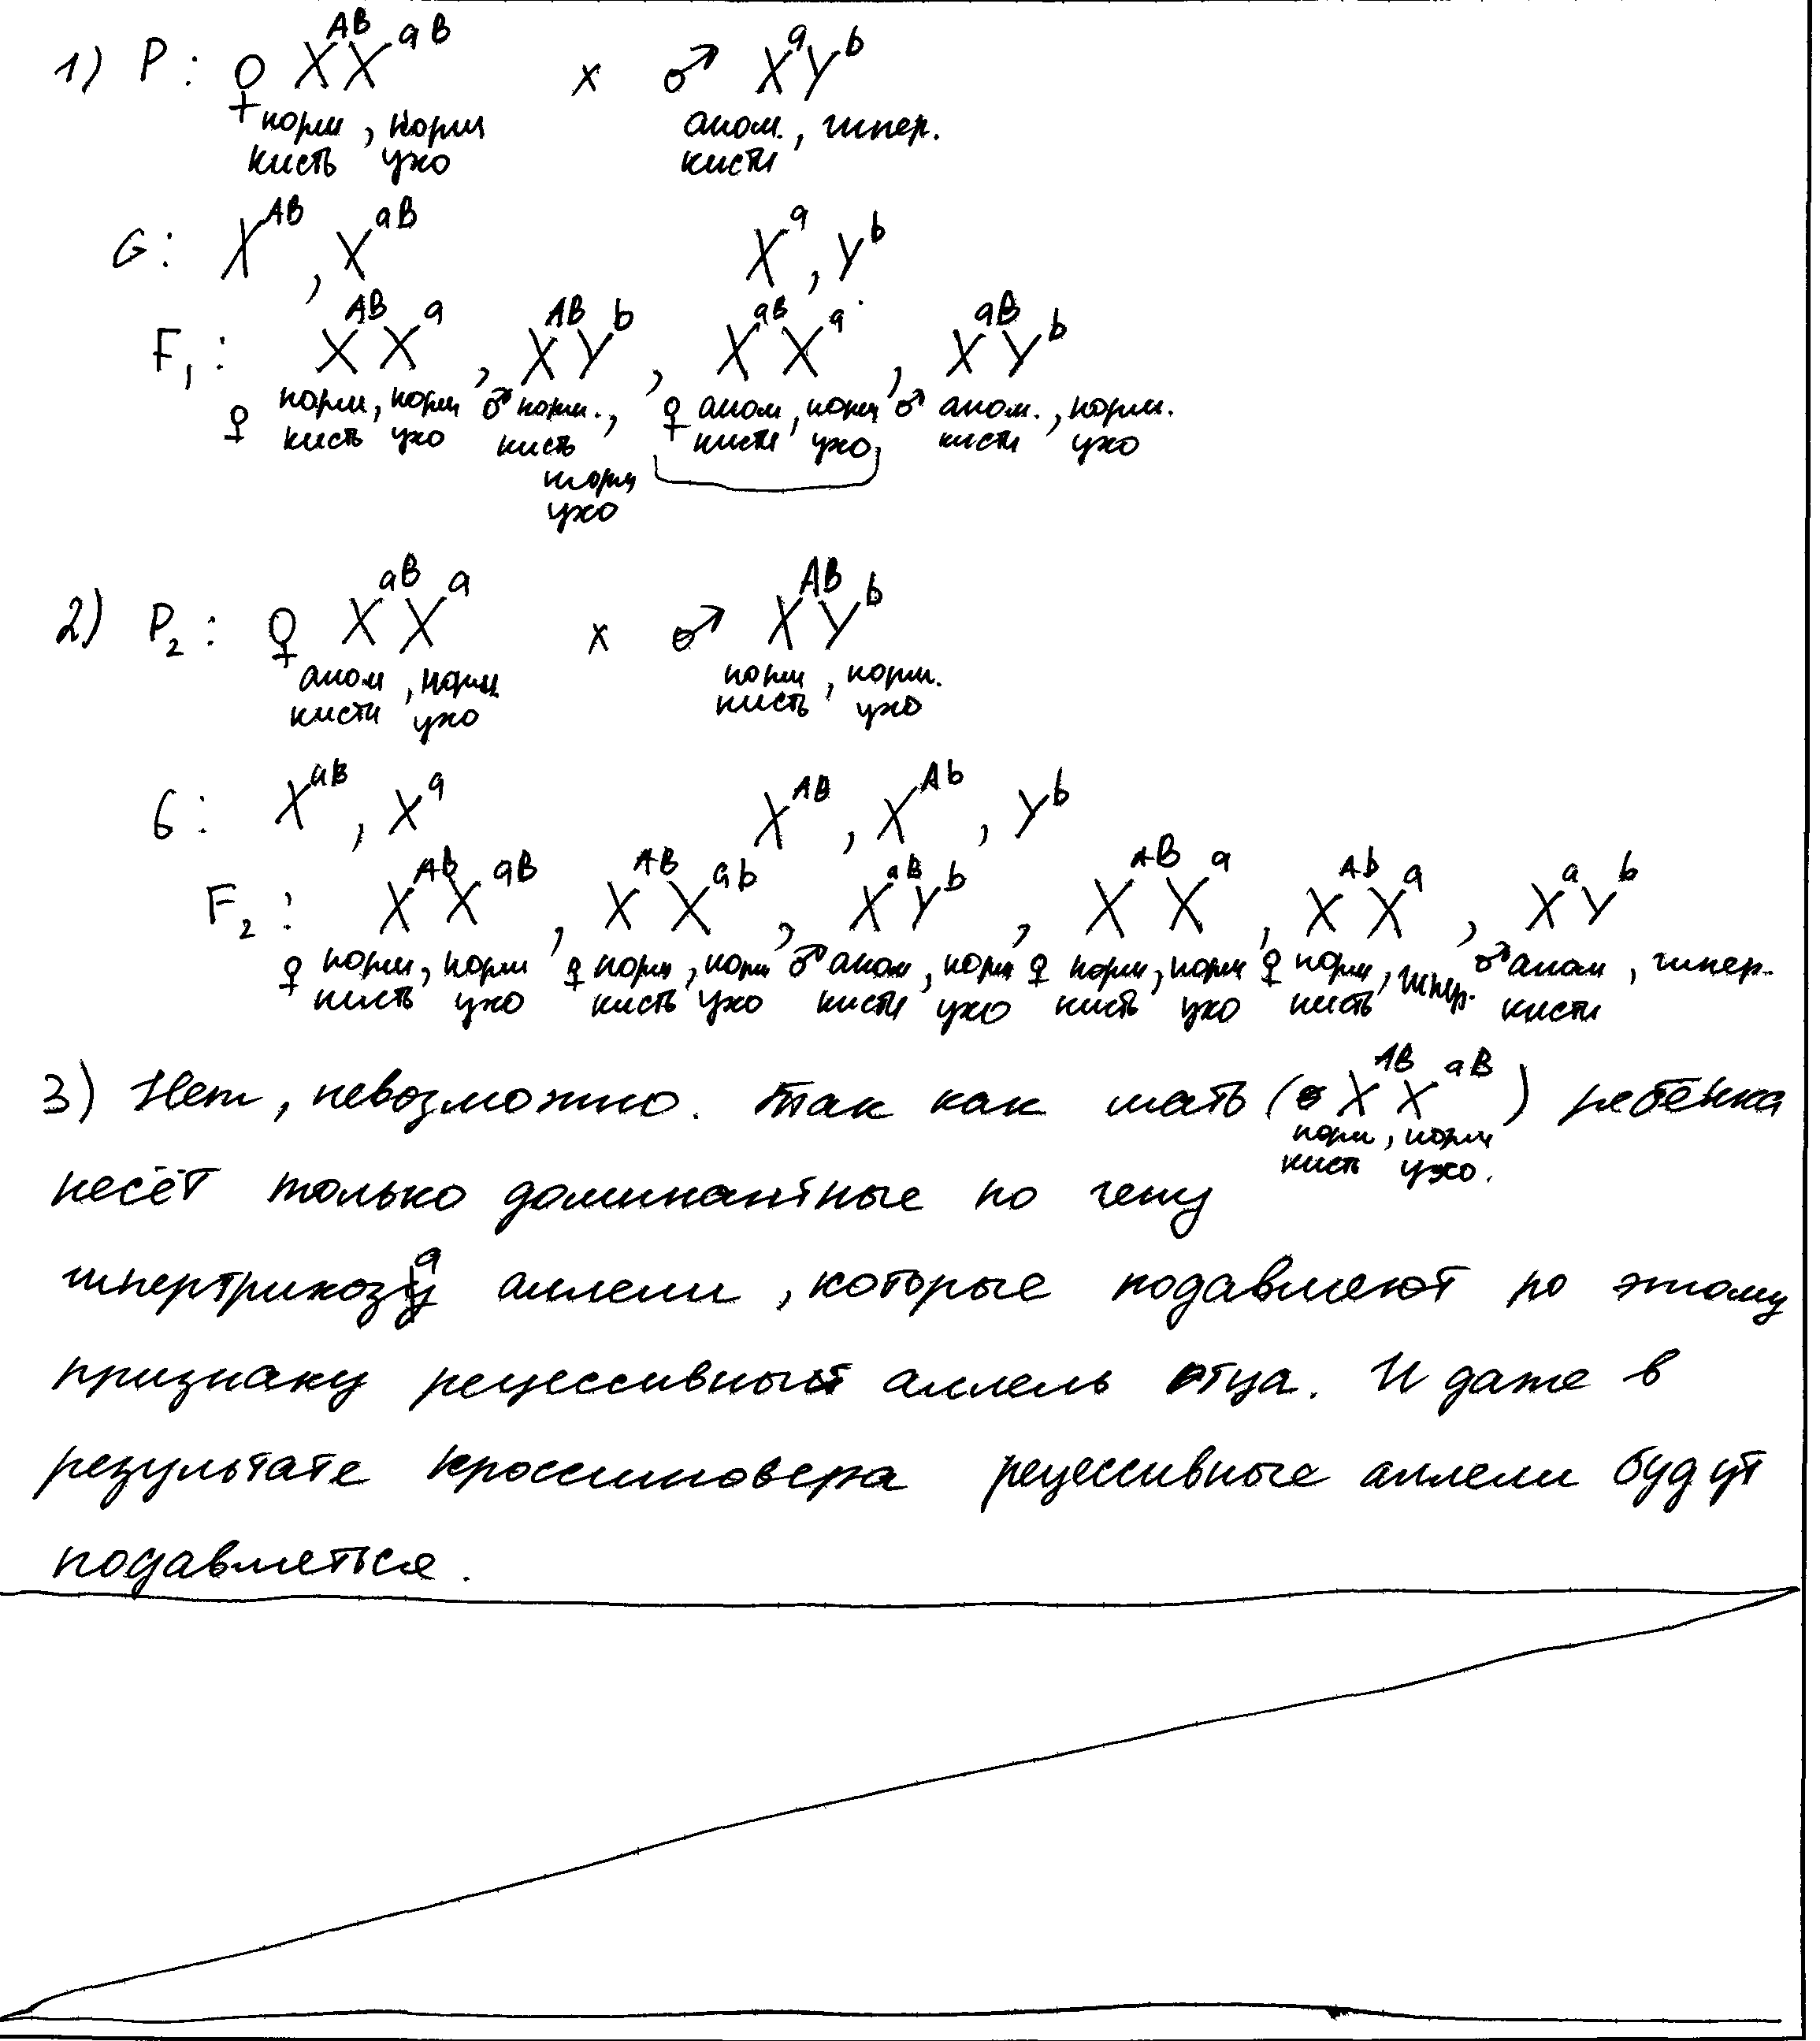 1) P: ♀ X^AB X^aB × ♂ X^a Y^b
норм, норм аном., гипер.
кисть ухо кисти
G: X^AB, X^aB X^a, Y^b
F₁: X^AB X^a, X^AB Y^b, X^aB X^a, X^aB Y^b
♀ норм, норм ♂ норм., ♀ аном, норм ♂ аном., норм.
кисть ухо кисть кисти ухо кисти ухо
норм
ухо
2) P₂: ♀ X^aB X^a × ♂ X^AB Y^b
аном, норм. норм, норм.
кисти ухо кисть ухо
G: X^aB, X^a X^AB, X^Ab, Y^b
F₂: X^Ab X^aB, X^AB X^ab, X^aB Y^b, X^AB X^a, X^Ab X^a, X^a Y^b
♀ норм, норм ♀ норм, норм ♂ аном, норм ♀ норм, норм ♀ норм, гипер. ♂ аном, гипер.
кисть ухо кисть ухо кисти ухо кисть ухо кисть кисти
3) Нет, невозможно. Так как мать (X^AB X^aB) ребёнка
норм, норм
кисть ухо.
несёт только доминантные по гену
гипертрихоза аллели, которые подавляют по этому
признаку рецессивный аллель отца. И даже в
результате кроссинговера рецессивные аллели будут
подавляться.